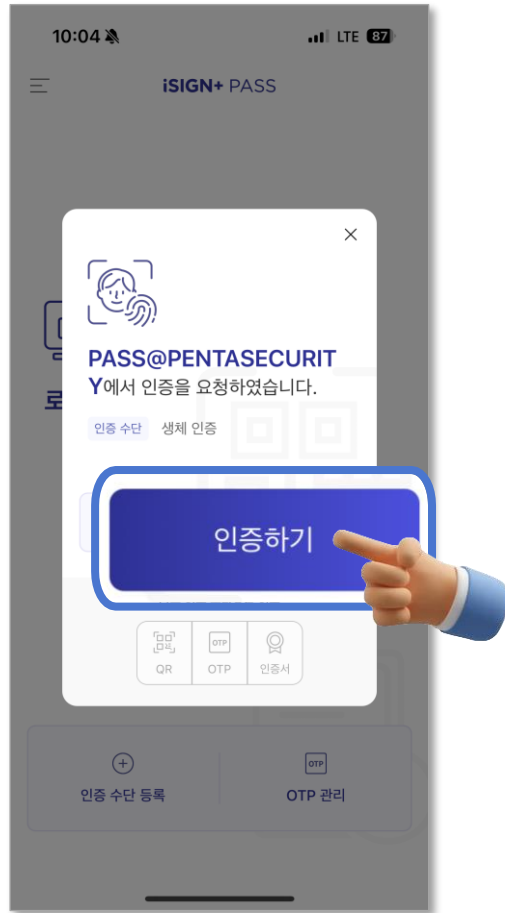 10:04
LTE 87
iSIGN+ PASS
로
PASS@PENTASECURIT
Y에서 인증을 요청하였습니다.
인증 수단 생체 인증
인증하기
OTP
QR OTP 인증서
OTP
인증 수단 등록 OTP 관리